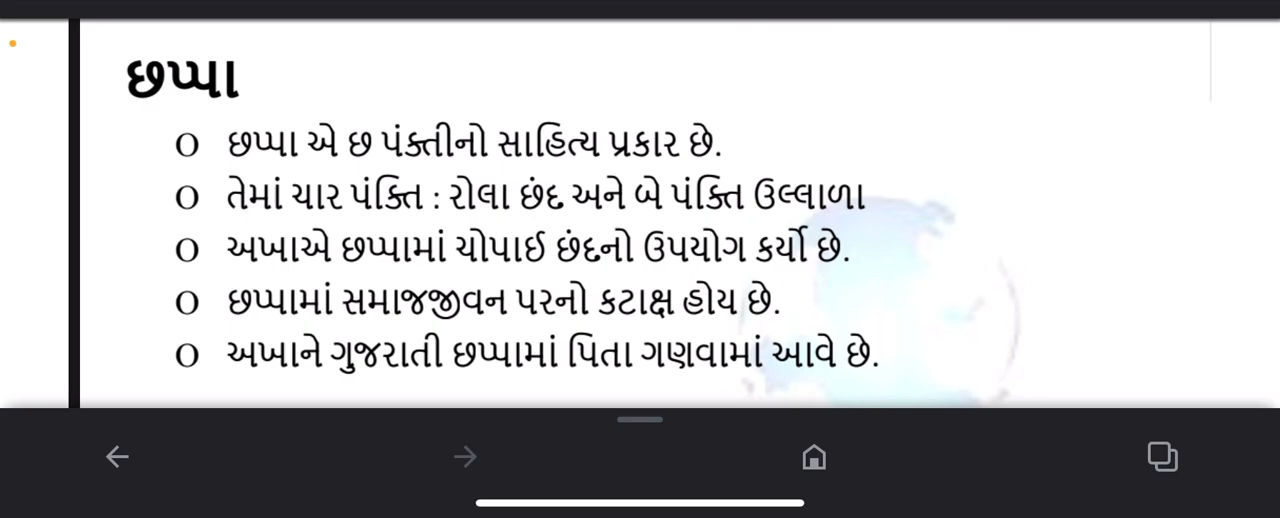 છપ્પા
O છપ્પા એ છ પંક્તીનો સાહિત્ય પ્રકાર છે.
O તેમાં ચાર પંક્તિ : રોલા છંદ અને બે પંક્તિ ઉલ્લાળા
O અખાએ છપ્પામાં ચોપાઈ છંદનો ઉપયોગ કર્યો છે.
O છપ્પામાં સમાજજીવન પરનો કટાક્ષ હોય છે.
O અખાને ગુજરાતી છપ્પામાં પિતા ગણવામાં આવે છે.